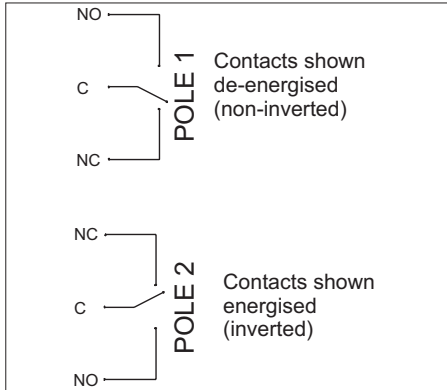 NO
C
NC
POLE 1
Contacts shown
de-energised
(non-inverted)
NC
C
NO
POLE 2
Contacts shown
energised
(inverted)